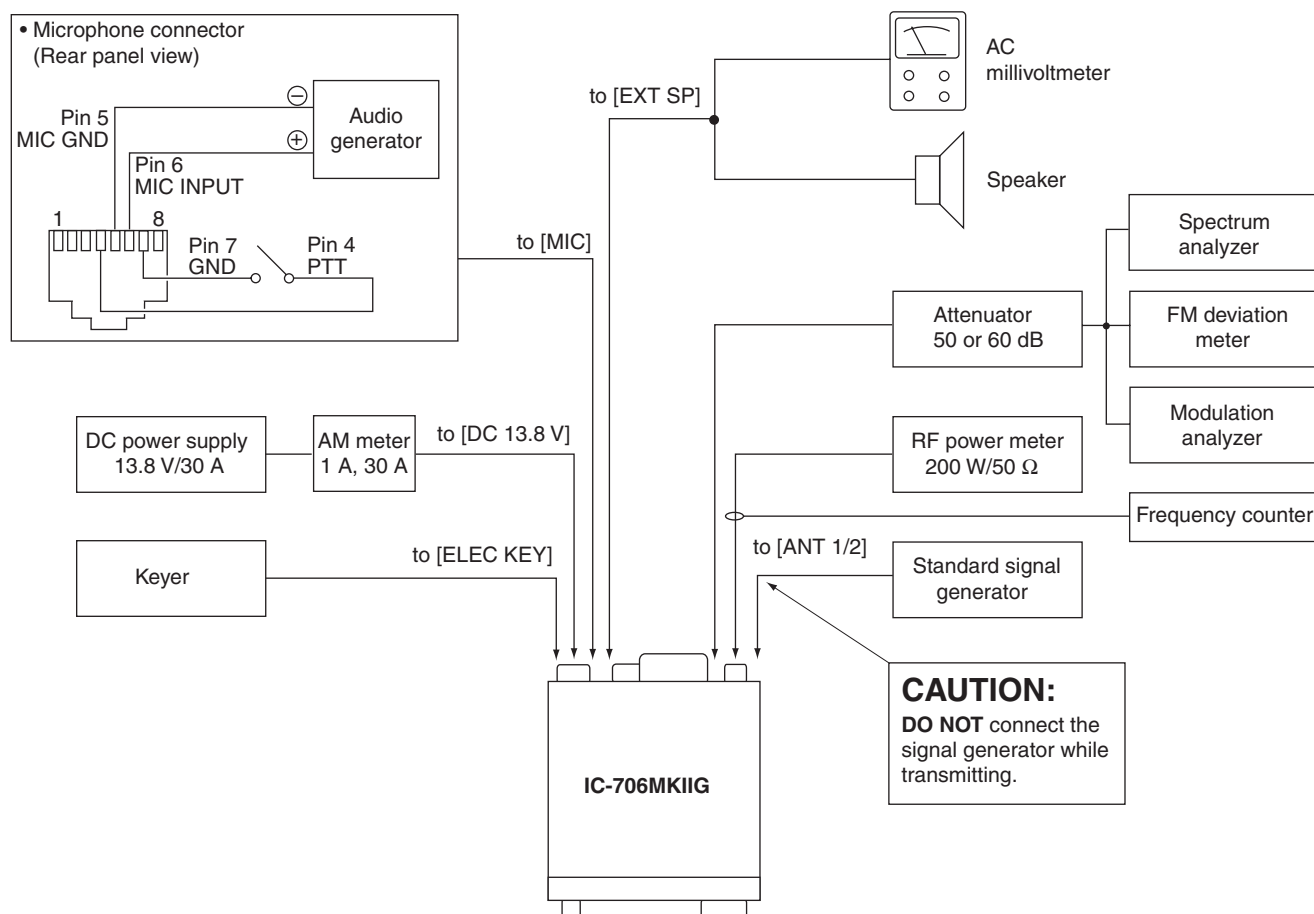 • Microphone connector
(Rear panel view)
Pin 5
MIC GND
⊖
⊕
Audio
generator
Pin 6
MIC INPUT
1
8
Pin 7
GND
Pin 4
PTT
to [MIC]
to [EXT SP]
AC
millivoltmeter
Speaker
Attenuator
50 or 60 dB
Spectrum
analyzer
FM deviation
meter
Modulation
analyzer
DC power supply
13.8 V/30 A
AM meter
1 A, 30 A
to [DC 13.8 V]
RF power meter
200 W/50 Ω
Frequency counter
Keyer
to [ELEC KEY]
to [ANT 1/2]
Standard signal
generator
CAUTION:
DO NOT connect the
signal generator while
transmitting.
IC-706MKIIG